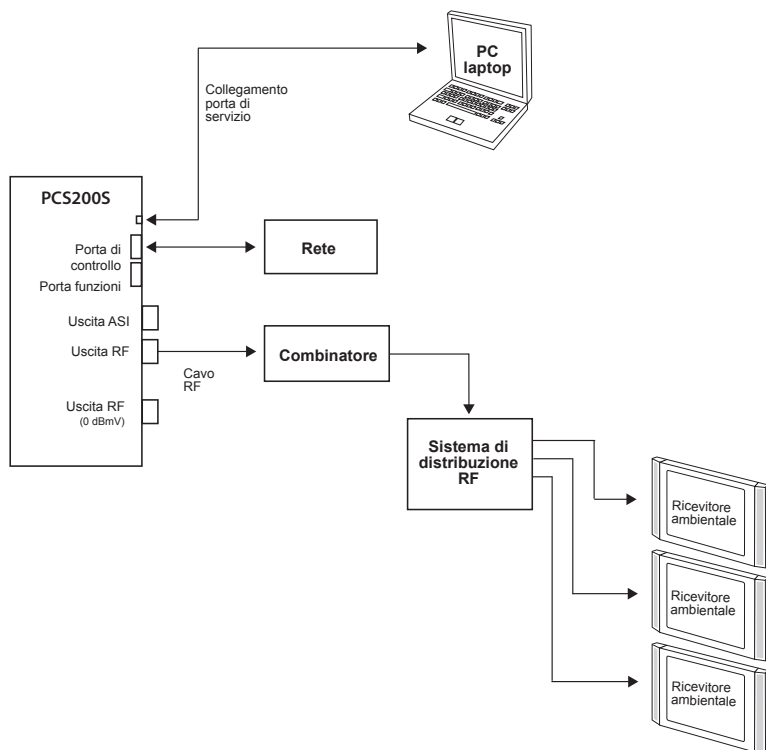 PC
laptop
Collegamento
porta di
servizio
PCS200S
Porta di
controllo
Porta funzioni
Rete
Uscita ASI
Uscita RF
Cavo
RF
Combinatore
Uscita RF
(0 dBmV)
Sistema di
distribuzione
RF
Ricevitore
ambientale
Ricevitore
ambientale
Ricevitore
ambientale